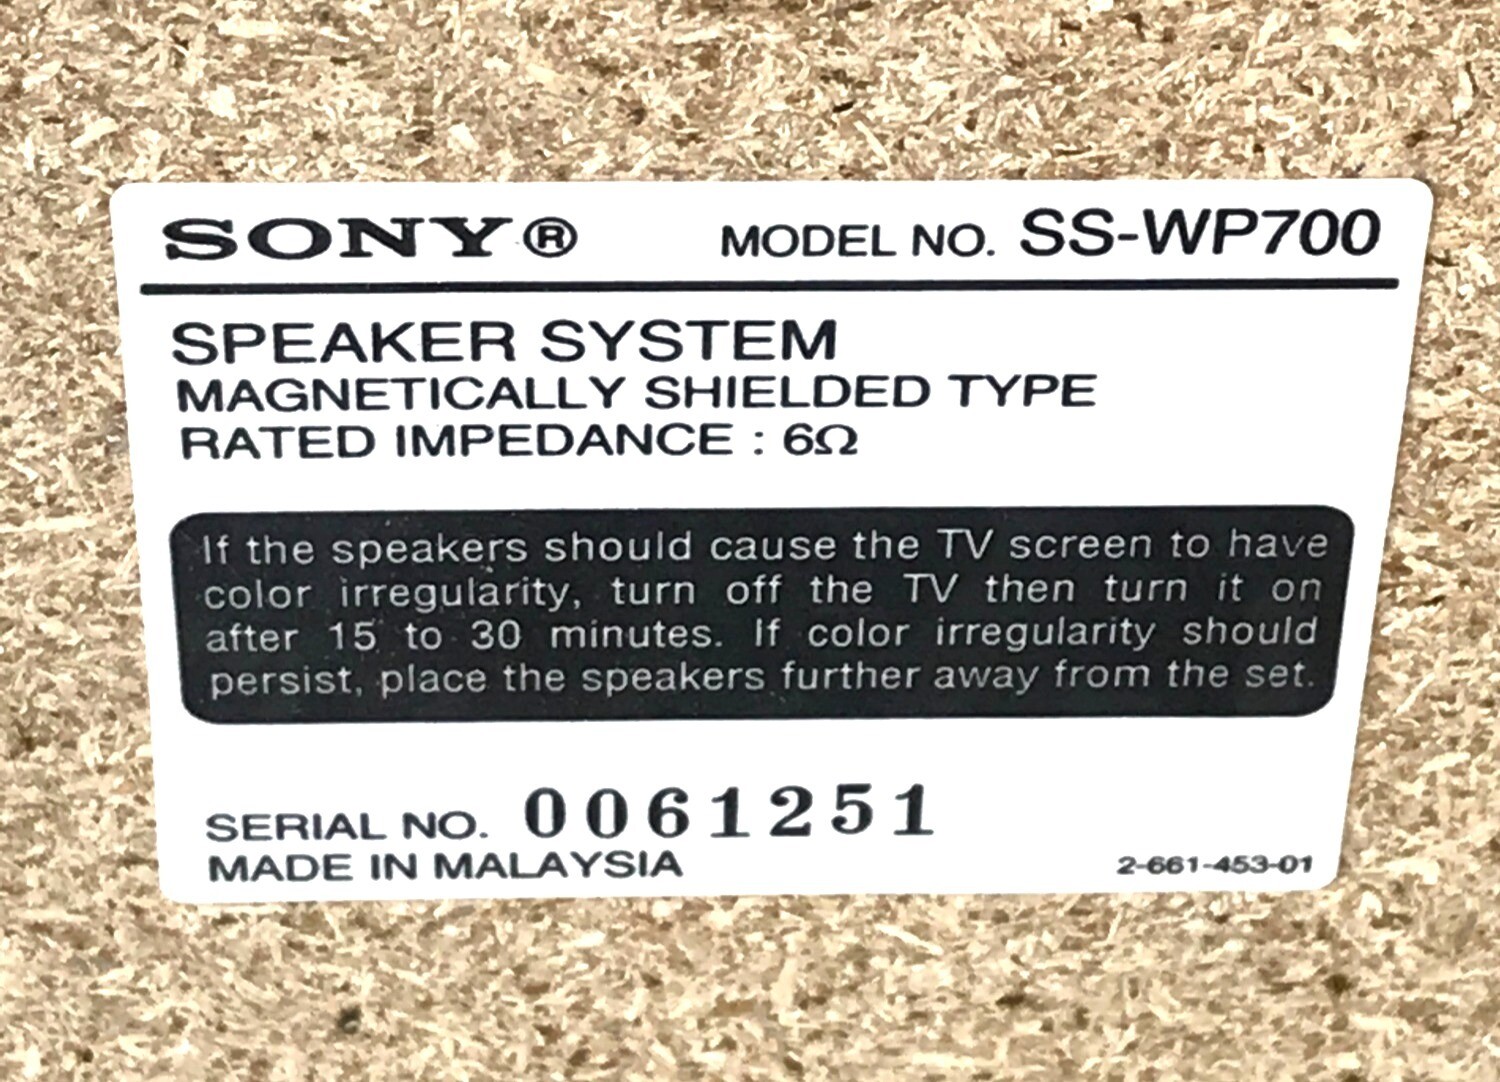 SONY® MODEL NO. SS-WP700
SPEAKER SYSTEM
MAGNETICALLY SHIELDED TYPE
RATED IMPEDANCE : 6Ω
If the speakers should cause the TV screen to have
color irregularity, turn off the TV then turn it on
after 15 to 30 minutes. If color irregularity should
persist, place the speakers further away from the set.
SERIAL NO. 0061251
MADE IN MALAYSIA 2-661-453-01